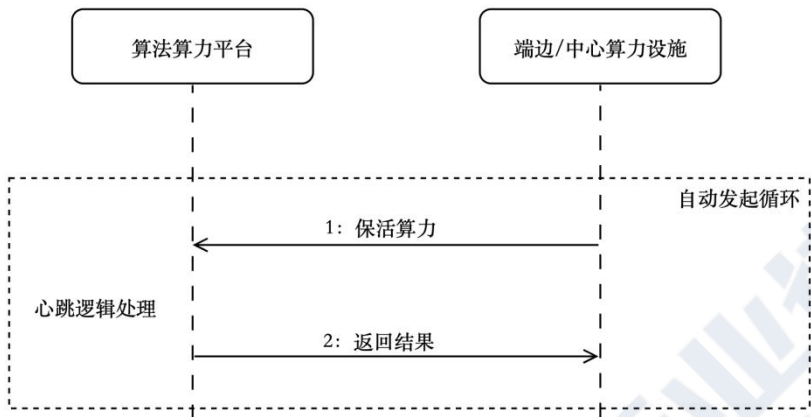 算法算力平台
端边/中心算力设施
自动发起循环
1：保活算力
心跳逻辑处理
2：返回结果